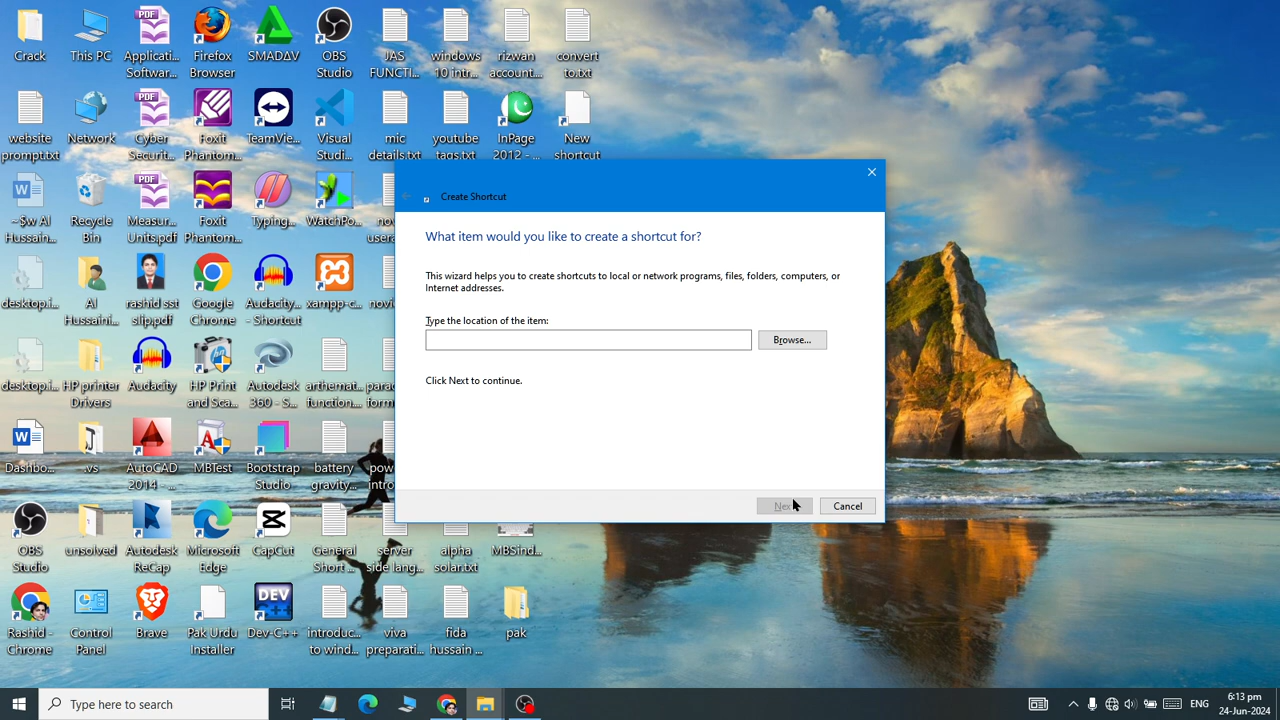 Crack
This PC
Applicati...
Softwar...
Firefox
Browser
SMADAV
OBS
Studio
JAS
FUNCTI...
windows
10 intr...
rizwan
account....
convert
to.txt
website
prompt.txt
Network
Cyber
Securit...
Foxit
Phantom...
TeamVie...
Visual
Studi...
mic
details.txt
youtube
tags.txt
InPage
2012 - ...
New
shortcut
~$w Al
Hussain...
Recycle
Bin
Measur...
Units.pdf
Foxit
Phantom...
Typing...
WatchPo...
Create Shortcut
What item would you like to create a shortcut for?
This wizard helps you to create shortcuts to local or network programs, files, folders, computers, or
Internet addresses.
Type the location of the item:
Browse...
Click Next to continue.
Cancel
desktop.i...
Al
Hussaini...
rashid sst
slip.pdf
Google
Chrome
Audacity...
- Shortcut
xampp-c...
desktop.i...
HP printer
Drivers
Audacity
HP Print
and Sca...
Autodesk
360 - S...
arthemat...
function....
Dashbo...
.vs
AutoCAD
2014 - ...
MBTest
Bootstrap
Studio
battery
gravity...
OBS
Studio
unsolved
Autodesk
ReCap
Microsoft
Edge
CapCut
General
Short ...
server
side lang...
alpha
solar.txt
MBSind...
Rashid -
Chrome
Control
Panel
Brave
Pak Urdu
Installer
Dev-C++
introduc...
to wind...
viva
preparati...
fida
hussain ...
pak
Type here to search
ENG
6:13 pm
24-Jun-2024